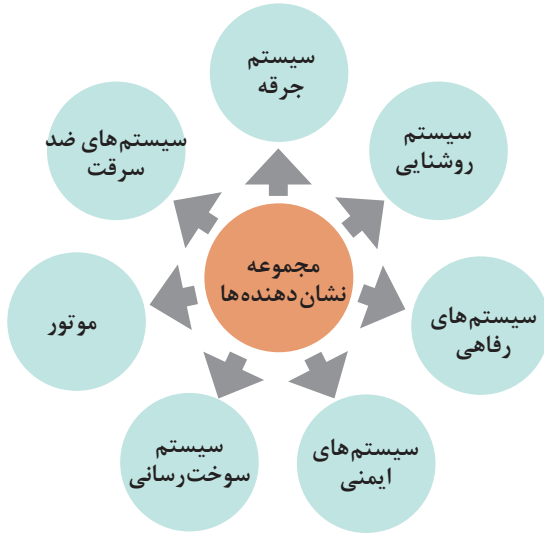 سیستم
جرقه
سیستم
روشنایی
سیستم‌های
رفاهی
سیستم‌های
ایمنی
سیستم
سوخت‌رسانی
موتور
سیستم‌های ضد
سرقت
مجموعه
نشان‌دهنده‌ها